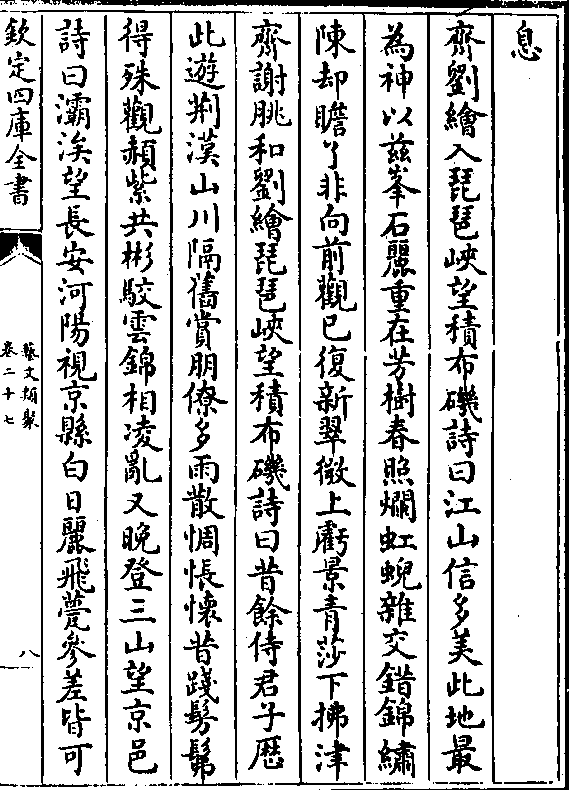 息
齊劉繪入琵琶峽望積布磯詩曰江山信多美此地最
為神以茲峯石麗重在芳樹春照爛虹蜺雜交錯錦繡
陳却瞻了非向前觀已復新翠微上虧景青莎下拂津
齊謝朓和劉繪琵琶峽望積布磯詩曰昔餘侍君子歴
此遊荆漢山川隔舊賞朋僚多雨散惆悵懷昔踐髣髴
得殊觀赬紫共彬駮雲錦相凌亂又晚登三山望京邑
詩曰灞涘望長安河陽視京縣白日麗飛甍參差皆可
欽定四庫全書
藝文類聚
卷二十七
八